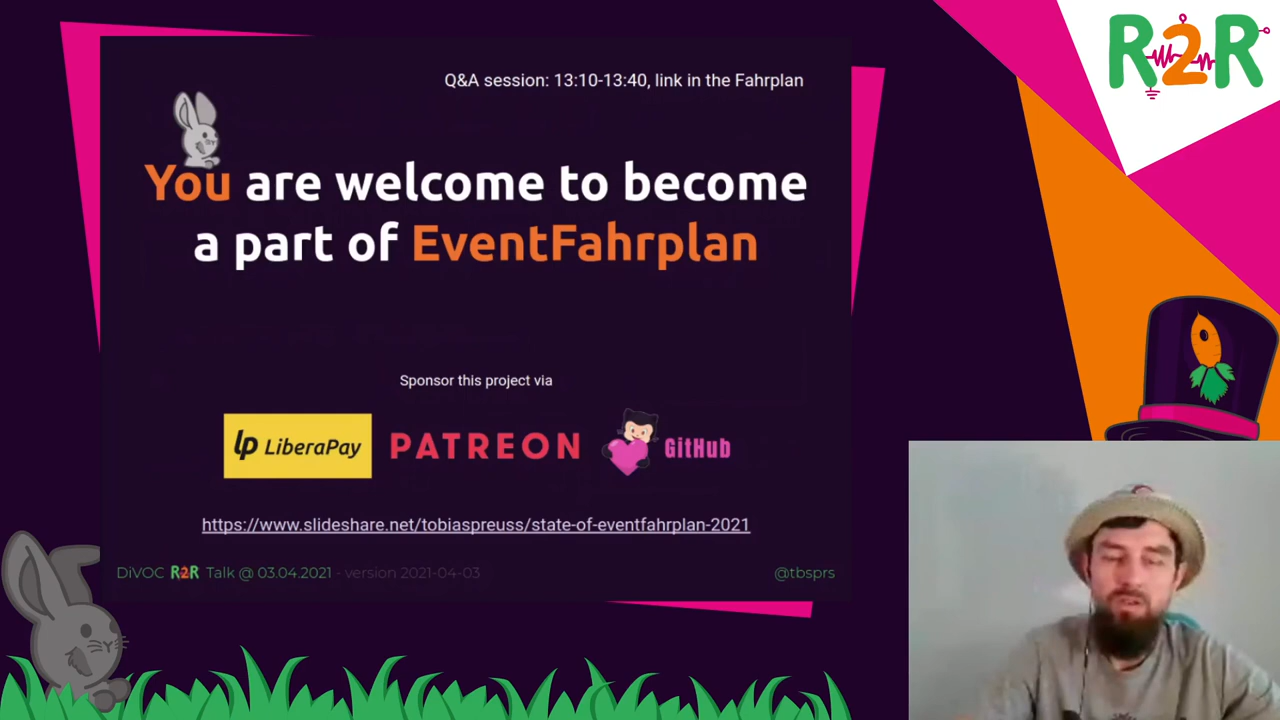 R2R
Q&A session: 13:10-13:40, link in the Fahrplan
You are welcome to become
a part of EventFahrplan
Sponsor this project via
lp LiberaPay
PATREON
GitHub
https://www.slideshare.net/tobiaspreuss/state-of-eventfahrplan-2021
DiVOC R2R Talk @ 03.04.2021 - version 2021-04-03
@tbsprs